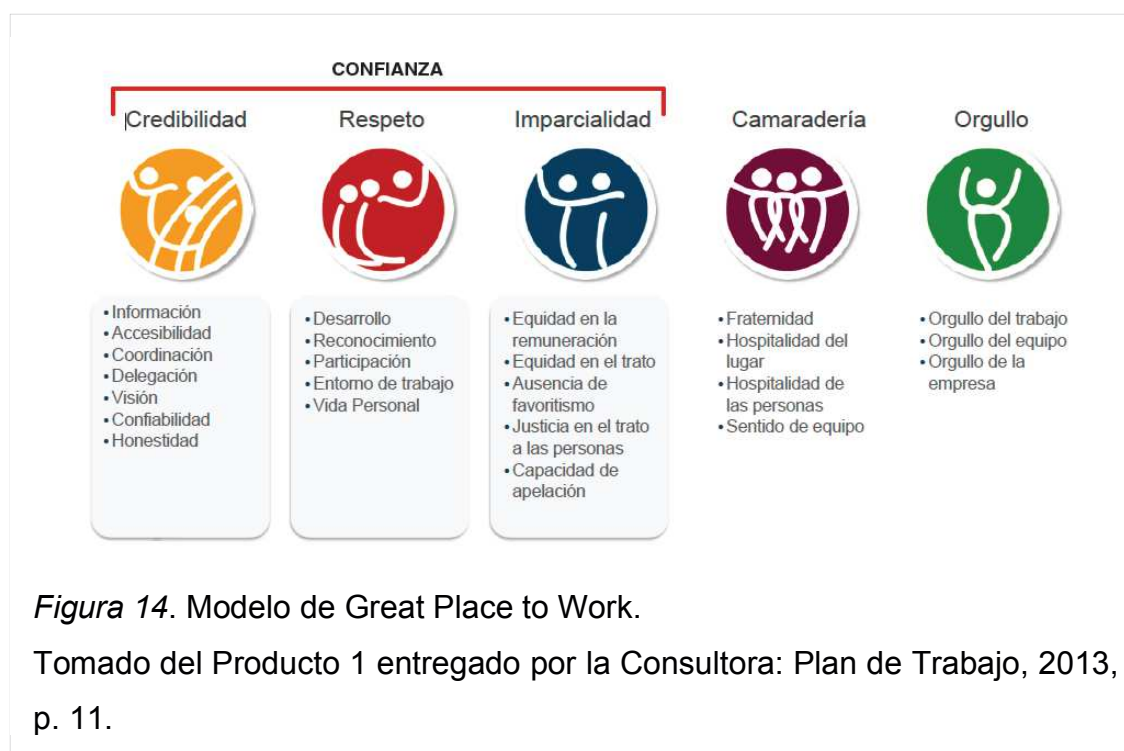 CONFIANZA
Credibilidad
Respeto
Imparcialidad
Camaradería
Orgullo
• Información
• Accesibilidad
• Coordinación
• Delegación
• Visión
• Confiabilidad
• Honestidad
• Desarrollo
• Reconocimiento
• Participación
• Entorno de trabajo
• Vida Personal
• Equidad en la
remuneración
• Equidad en el trato
• Ausencia de
favoritismo
• Justicia en el trato
a las personas
• Capacidad de
apelación
• Fraternidad
• Hospitalidad del
lugar
• Hospitalidad de
las personas
• Sentido de equipo
• Orgullo del trabajo
• Orgullo del equipo
• Orgullo de la
empresa
Figura 14. Modelo de Great Place to Work.
Tomado del Producto 1 entregado por la Consultora: Plan de Trabajo, 2013,
p. 11.